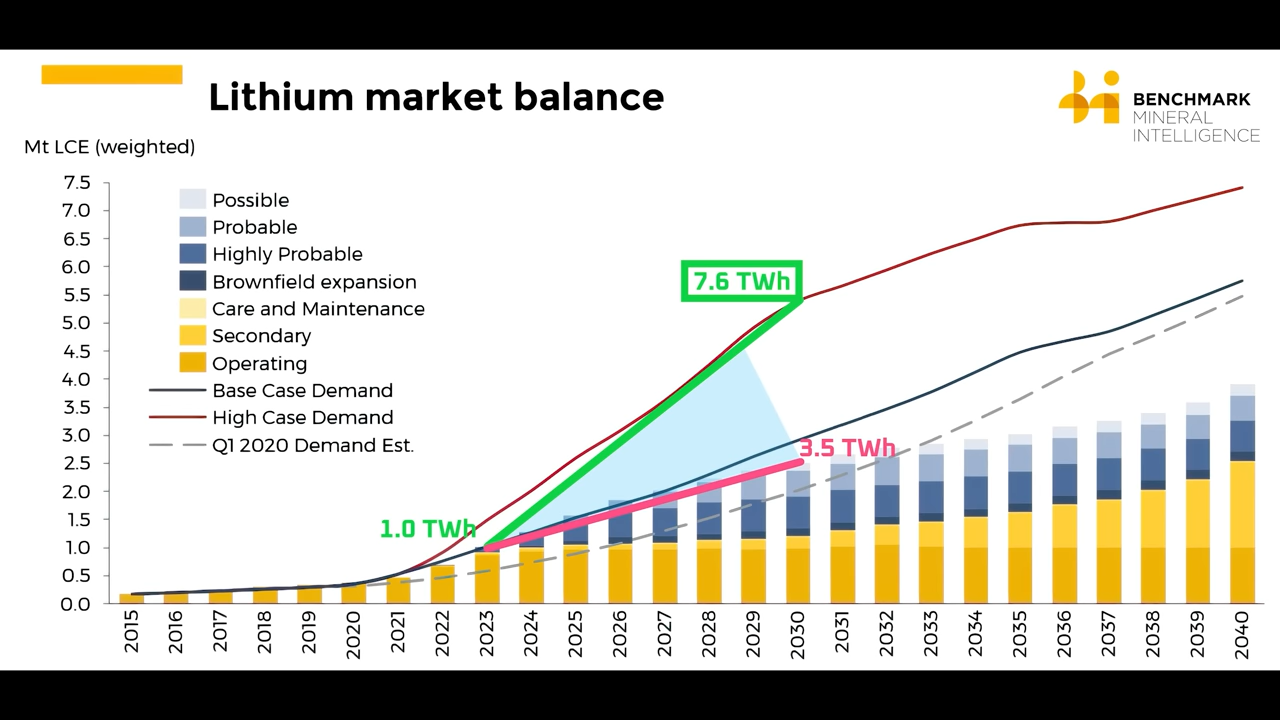 Lithium market balance
BENCHMARK
MINERAL
INTELLIGENCE
Mt LCE (weighted)
7.5
7.0
6.5
6.0
5.5
5.0
4.5
4.0
3.5
3.0
2.5
2.0
1.5
1.0
0.5
0.0
Possible
Probable
Highly Probable
Brownfield expansion
Care and Maintenance
Secondary
Operating
Base Case Demand
High Case Demand
Q1 2020 Demand Est.
7.6 TWh
3.5 TWh
1.0 TWh
2015
2016
2017
2018
2019
2020
2021
2022
2023
2024
2025
2026
2027
2028
2029
2030
2031
2032
2033
2034
2035
2036
2037
2038
2039
2040